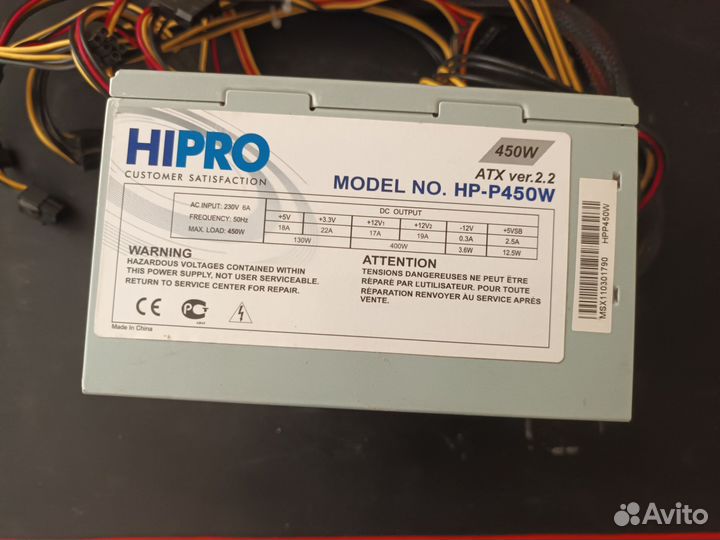 HIPRO
CUSTOMER SATISFACTION
450W
ATX ver.2.2
MODEL NO. HP-P450W
AC INPUT: 230V 6A
FREQUENCY: 50Hz
MAX. LOAD: 450W
DC OUTPUT
+5V +3.3V +12V1 +12V2 -12V +5VSB
18A 22A 17A 19A 0.3A 2.5A
130W 400W 3.6W 12.5W
WARNING
HAZARDOUS VOLTAGES CONTAINED WITHIN
THIS POWER SUPPLY, NOT USER SERVICEABLE.
RETURN TO SERVICE CENTER FOR REPAIR.
ATTENTION
TENSIONS DANGEREUSES NE PEUT ËTRE
RÉPARE PAR L'UTILISATEUR. POUR TOUTE
RÉPARATION RENVOYER AU SERVICE APRÉS
VENTE.
CE
Made in China
MSX110301790
HPP450W
Avito